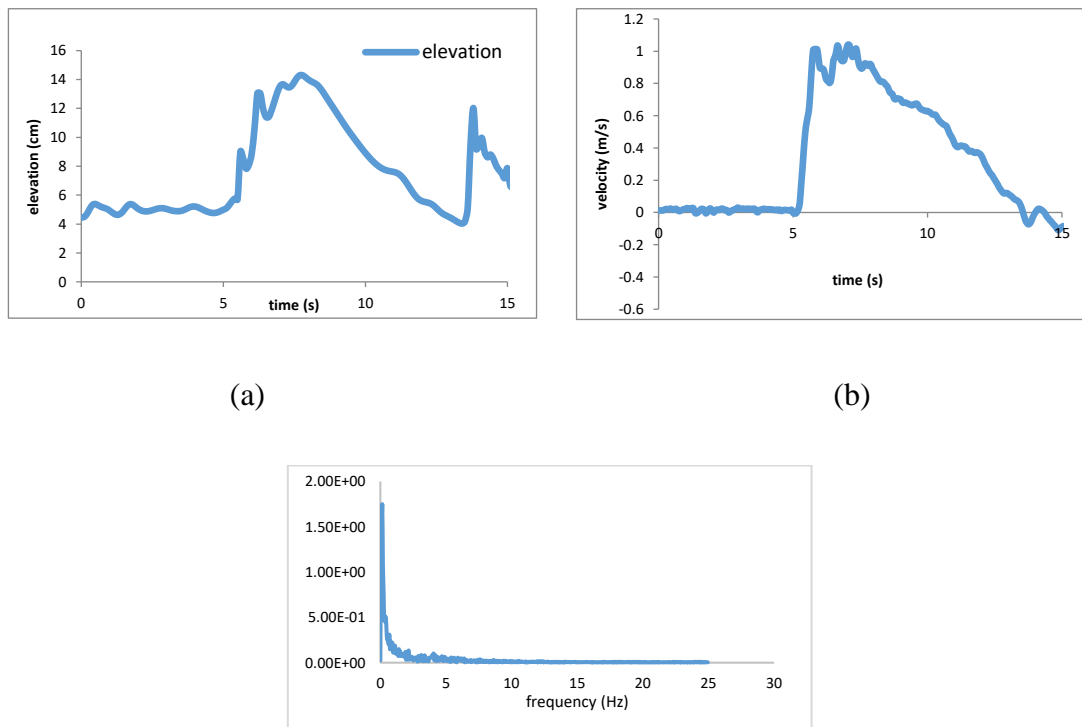 elevation (cm)
16
14
12
10
8
6
4
2
0
elevation
0 5 10 15
time (s)
velocity (m/s)
1.2
1
0.8
0.6
0.4
0.2
0
-0.2
-0.4
-0.6
0 5 10 15
time (s)
(a)
(b)
2.00E+00
1.50E+00
1.00E+00
5.00E-01
0.00E+00
0 5 10 15 20 25 30
frequency (Hz)